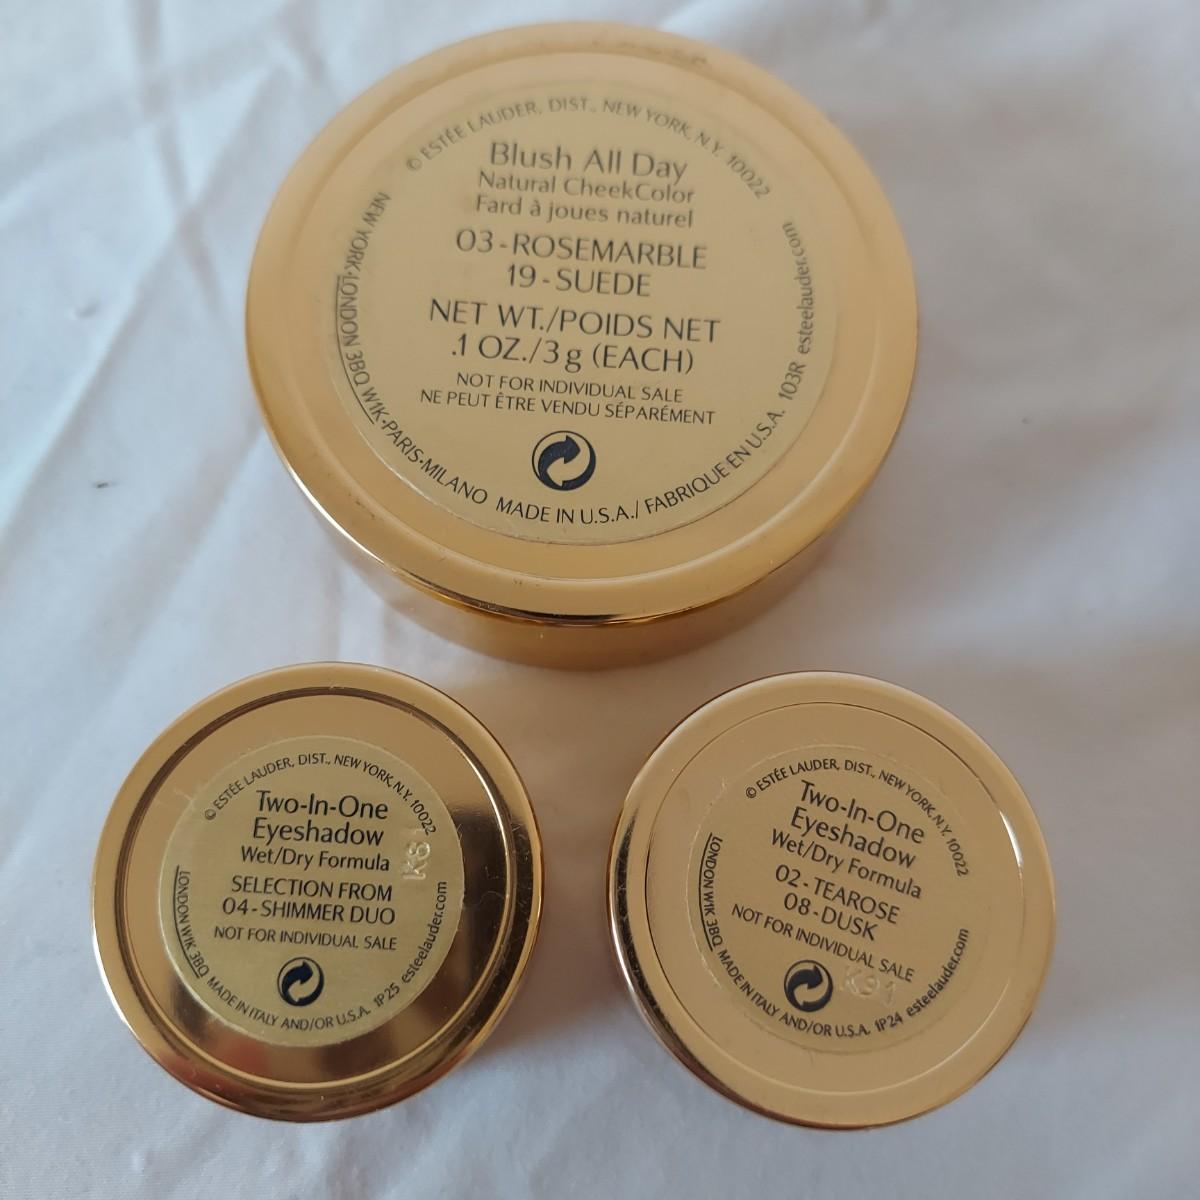 © ESTÉE LAUDER, DIST., NEW YORK, N.Y. 10022
Blush All Day
Natural CheekColor
Fard à joues naturel
03-ROSEMARBLE
19-SUEDE
NET WT./POIDS NET
.1 OZ./3g (EACH)
NOT FOR INDIVIDUAL SALE
NE PEUT ÊTRE VENDU SÉPARÉMENT
NEW YORK·LONDON 3BQ W1K·PARIS·MILANO MADE IN U.S.A./ FABRIQUE EN U.S.A. 103R esteelauder.com
© ESTÉE LAUDER, DIST., NEW YORK, N.Y. 10022
Two-In-One
Eyeshadow
Wet/Dry Formula
SELECTION FROM
04-SHIMMER DUO
NOT FOR INDIVIDUAL SALE
LONDON W1K 3BQ MADE IN ITALY AND/OR U.S.A. 1P25 esteelauder.com
© ESTÉE LAUDER, DIST., NEW YORK, N.Y. 10022
Two-In-One
Eyeshadow
Wet/Dry Formula
02-TEAROSE
08-DUSK
NOT FOR INDIVIDUAL SALE
LONDON W1K 3BQ MADE IN ITALY AND/OR U.S.A. 1P24 esteelauder.com